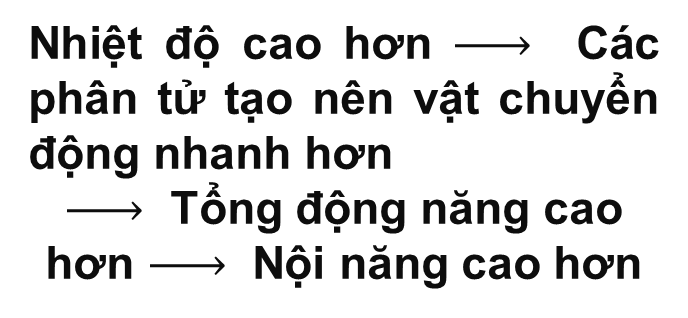 Nhiệt độ cao hơn ⟶ Các
phân tử tạo nên vật chuyển
động nhanh hơn
⟶ Tổng động năng cao
hơn ⟶ Nội năng cao hơn